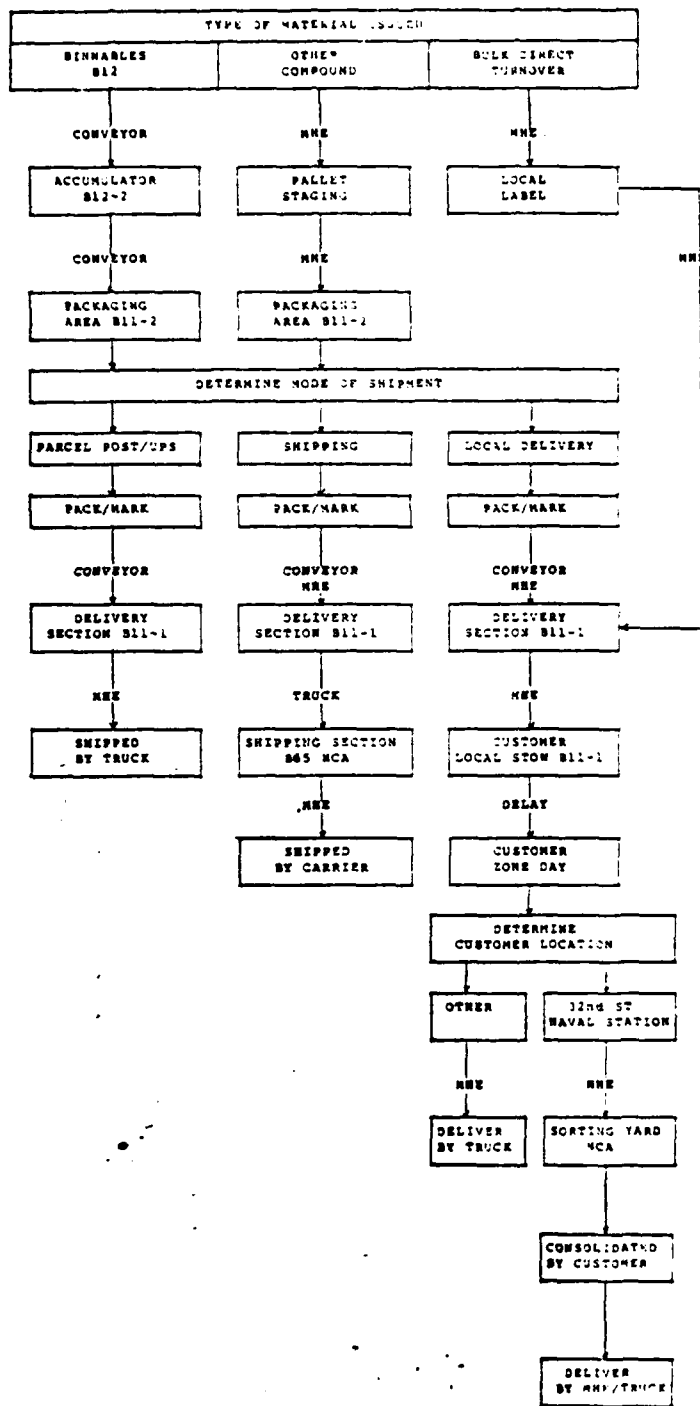 TYPE OF MATERIAL ISSUED
BINNABLES
B12
OTHER
COMPOUND
BULK DIRECT
TURNOVER
CONVEYOR
MHE
MHE
ACCUMULATOR
B12-2
PALLET
STAGING
LOCAL
LABEL
CONVEYOR
MHE
MHE
PACKAGING
AREA B11-2
PACKAGING
AREA B11-2
DETERMINE MODE OF SHIPMENT
PARCEL POST/UPS
SHIPPING
LOCAL DELIVERY
PACK/MARK
PACK/MARK
PACK/MARK
CONVEYOR
CONVEYOR
MHE
CONVEYOR
MHE
DELIVERY
SECTION B11-1
DELIVERY
SECTION B11-1
DELIVERY
SECTION B11-1
MHE
TRUCK
MHE
SHIPPED
BY TRUCK
SHIPPING SECTION
B65 NCA
CUSTOMER
LOCAL STOW B11-1
MHE
DELAY
SHIPPED
BY CARRIER
CUSTOMER
ZONE DAY
DETERMINE
CUSTOMER LOCATION
OTHER
32nd ST
NAVAL STATION
MHE
MHE
DELIVER
BY TRUCK
SORTING YARD
NCA
CONSOLIDATED
BY CUSTOMER
DELIVER
BY MHE/TRUCK